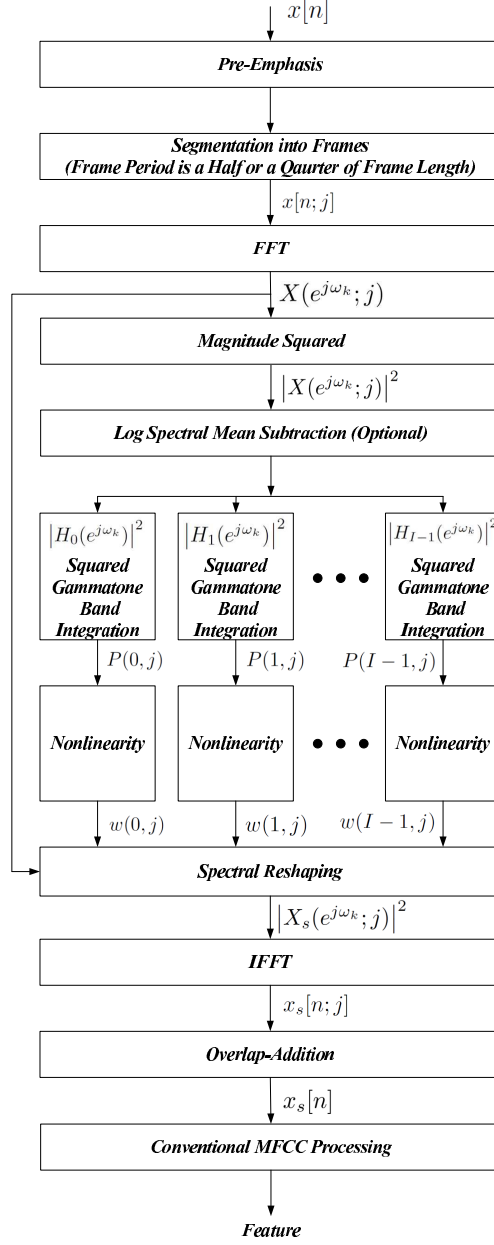 x[n]
Pre-Emphasis
Segmentation into Frames
(Frame Period is a Half or a Qaurter of Frame Length)
x[n; j]
FFT
X(e^{jω_k}; j)
Magnitude Squared
|X(e^{jω_k}; j)|^2
Log Spectral Mean Subtraction (Optional)
|H_0(e^{jω_k})|^2
Squared
Gammatone
Band
Integration
|H_1(e^{jω_k})|^2
Squared
Gammatone
Band
Integration
|H_{I-1}(e^{jω_k})|^2
Squared
Gammatone
Band
Integration
P(0, j)
P(1, j)
P(I − 1, j)
Nonlinearity
Nonlinearity
Nonlinearity
w(0, j)
w(1, j)
w(I − 1, j)
Spectral Reshaping
|X_s(e^{jω_k}; j)|^2
IFFT
x_s[n; j]
Overlap-Addition
x_s[n]
Conventional MFCC Processing
Feature